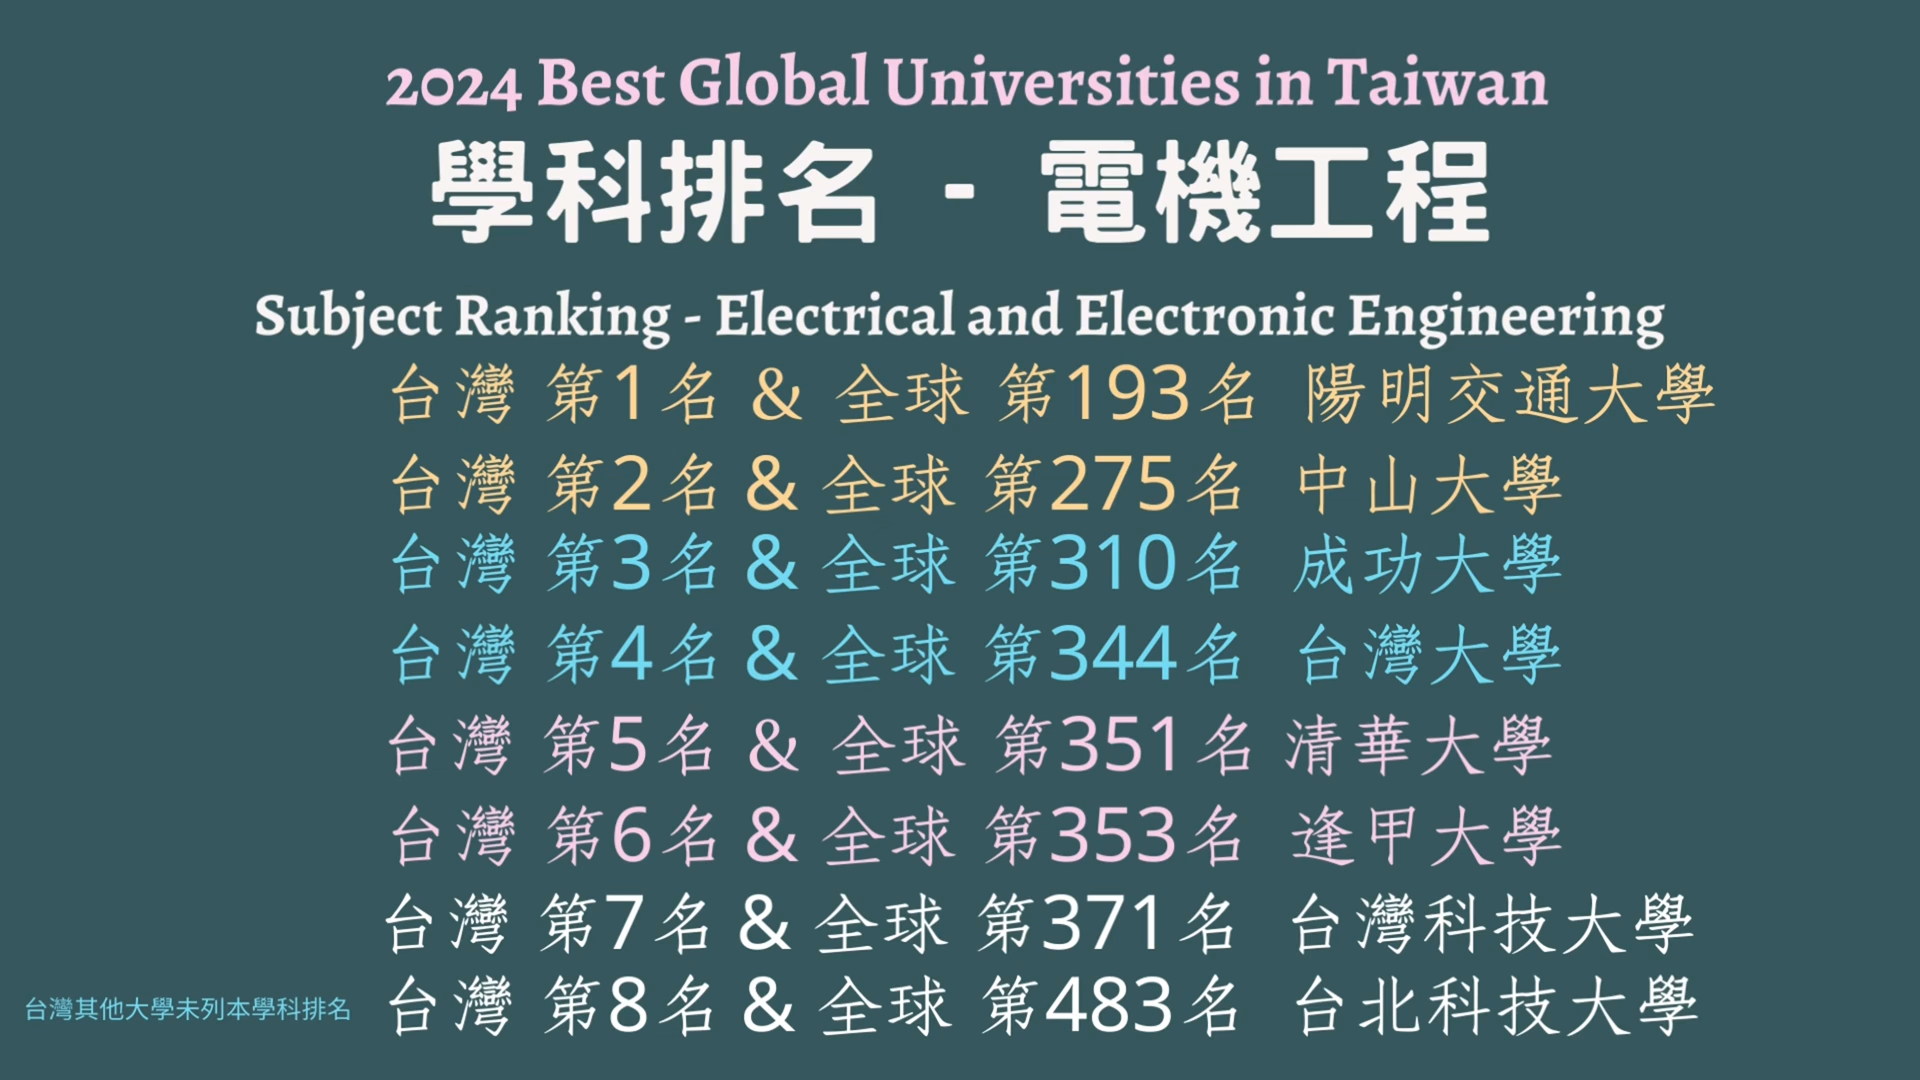 2024 Best Global Universities in Taiwan
學科排名 - 電機工程
Subject Ranking - Electrical and Electronic Engineering
台灣 第1名 & 全球 第193名 陽明交通大學
台灣 第2名 & 全球 第275名 中山大學
台灣 第3名 & 全球 第310名 成功大學
台灣 第4名 & 全球 第344名 台灣大學
台灣 第5名 & 全球 第351名 清華大學
台灣 第6名 & 全球 第353名 逢甲大學
台灣 第7名 & 全球 第371名 台灣科技大學
台灣 第8名 & 全球 第483名 台北科技大學
台灣其他大學未列本學科排名